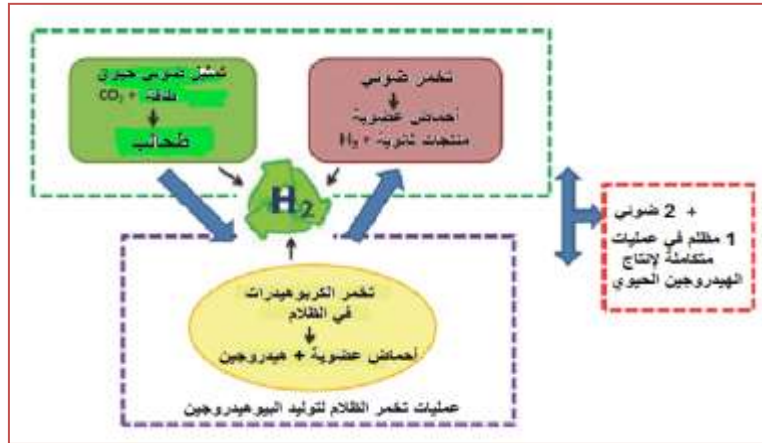 تمثيل ضوئي حيوي
CO₂ + طاقة
طحالب
تخمر ضوئي
أحماض عضوية
منتجات ثانوية + H₂
H₂
+ 2 ضوئي
1 مظلم في عمليات
متكاملة لإنتاج
الهيدروجين الحيوي
تخمر الكربوهيدرات
في الظلام
أحماض عضوية + هيدروجين
عمليات تخمر الظلام لتوليد البيوهيدروجين